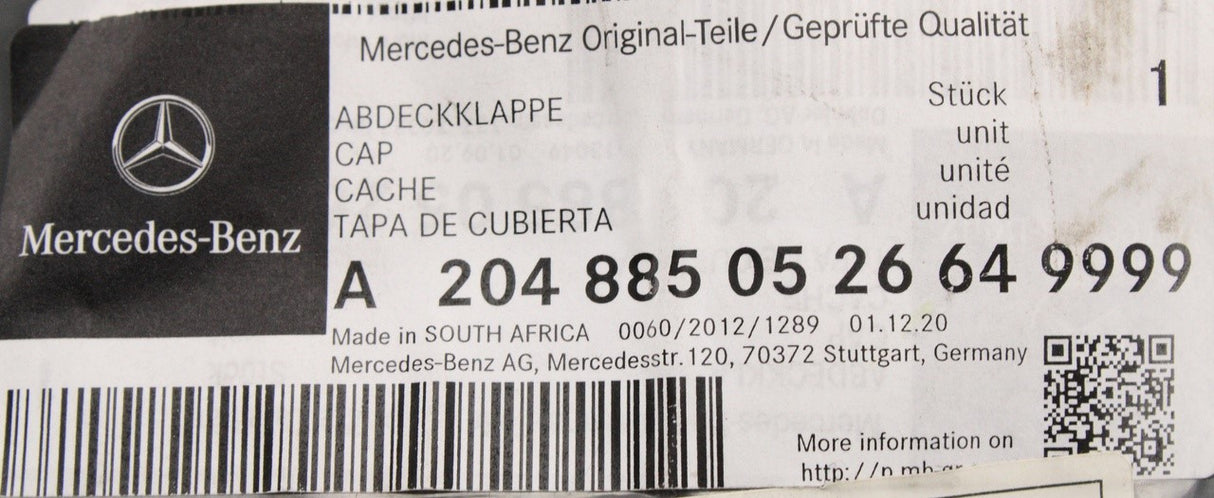 Mercedes-Benz Original-Teile/Geprüfte Qualität
Mercedes-Benz
ABDECKKLAPPE
CAP
CACHE
TAPA DE CUBIERTA
Stück 1
unit
unité
unidad
A 204 885 05 26 64 9999
Made in SOUTH AFRICA 0060/2012/1289 01.12.20
Mercedes-Benz AG, Mercedesstr. 120, 70372 Stuttgart, Germany
More information on